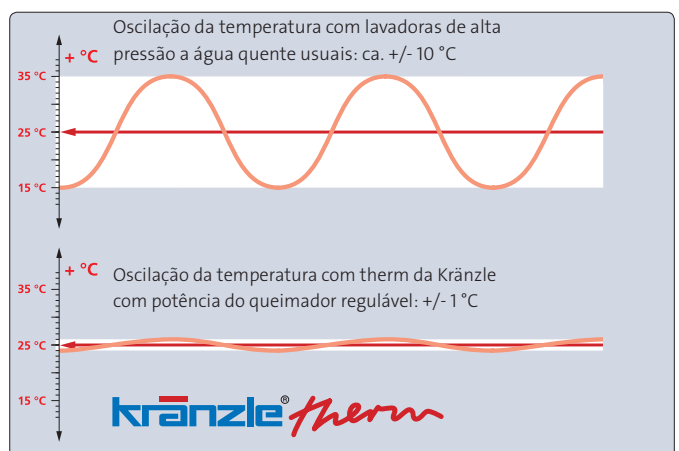 Oscilação da temperatura com lavadoras de alta
pressão a água quente usuais: ca. +/- 10 °C
+ °C
35 °C
25 °C
15 °C
+ °C
Oscilação da temperatura com therm da Kränzle
com potência do queimador regulável: +/- 1 °C
35 °C
25 °C
15 °C
kränzle® therm